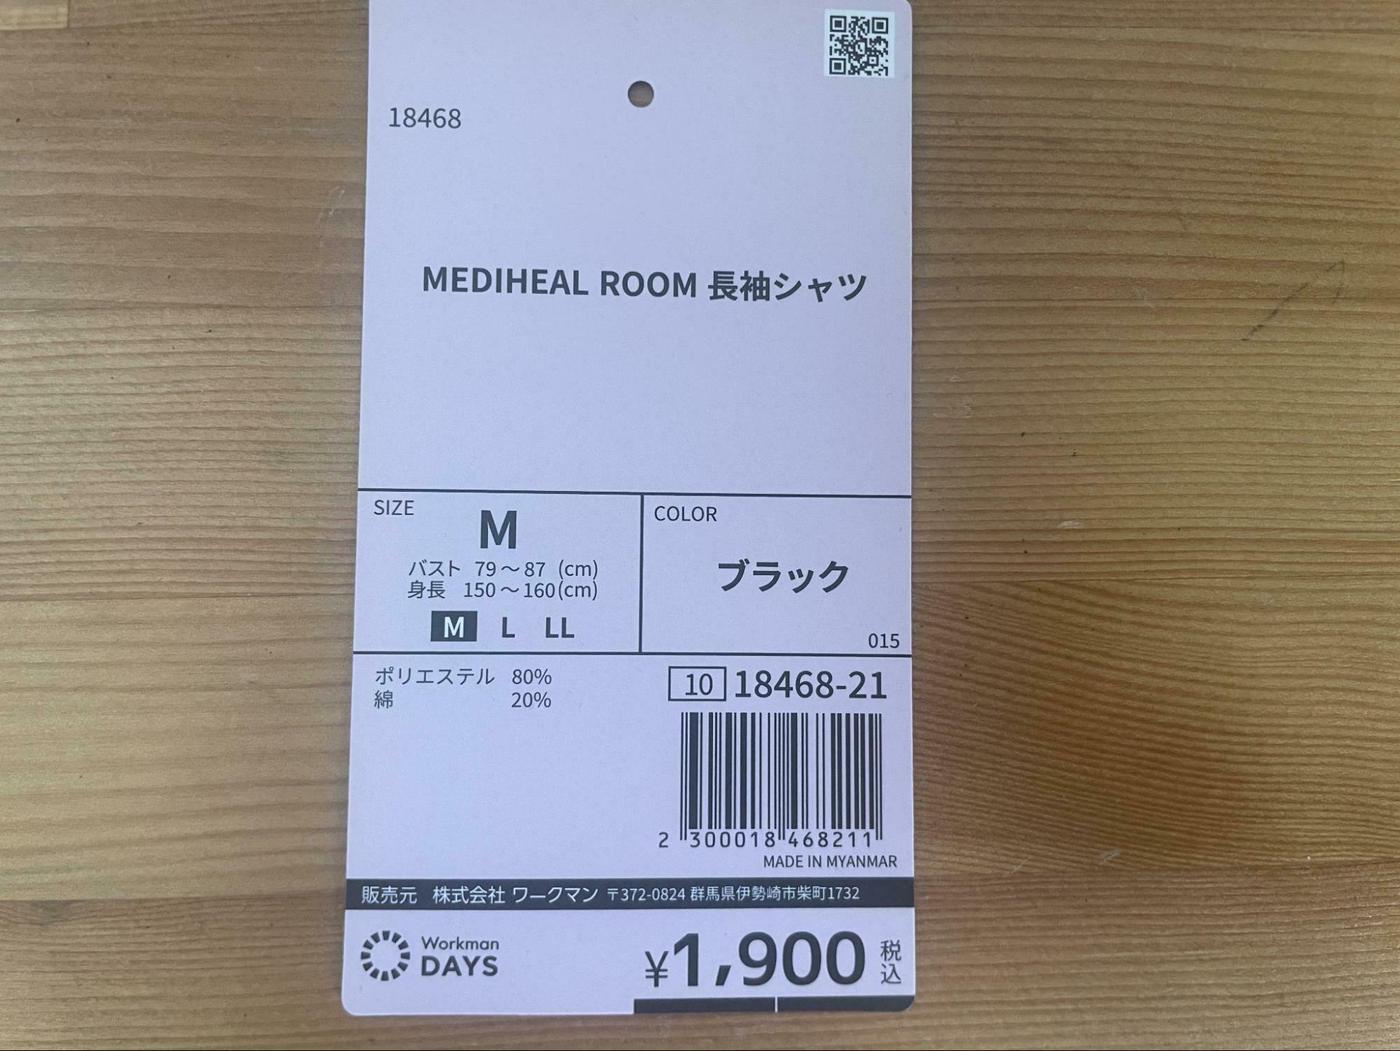 18468
MEDIHEAL ROOM 長袖シャツ
SIZE
M
バスト 79～87 (cm)
身長 150～160(cm)
M L LL
COLOR
ブラック
015
ポリエステル 80%
綿 20%
10 18468-21
2 300018 468211
MADE IN MYANMAR
販売元 株式会社 ワークマン 〒372-0824 群馬県伊勢崎市柴町1732
Workman
DAYS
¥1,900 税込